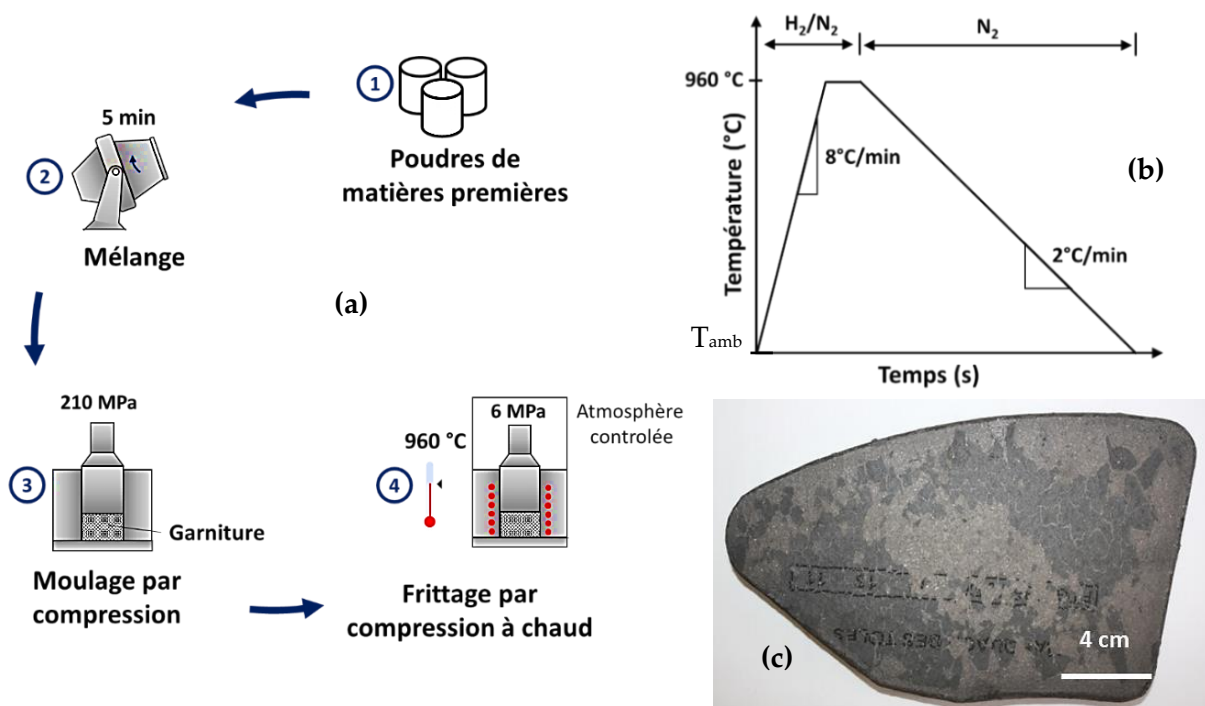 1
Poudres de
matières premières
5 min
2
Mélange
(a)
210 MPa
3
Garniture
Moulage par
compression
960 °C
4
6 MPa
Atmosphère
controlée
Frittage par
compression à chaud
H₂/N₂
N₂
960 °C
Température (°C)
8°C/min
(b)
2°C/min
Tamb
Temps (s)
DES TOLES
(c)
4 cm